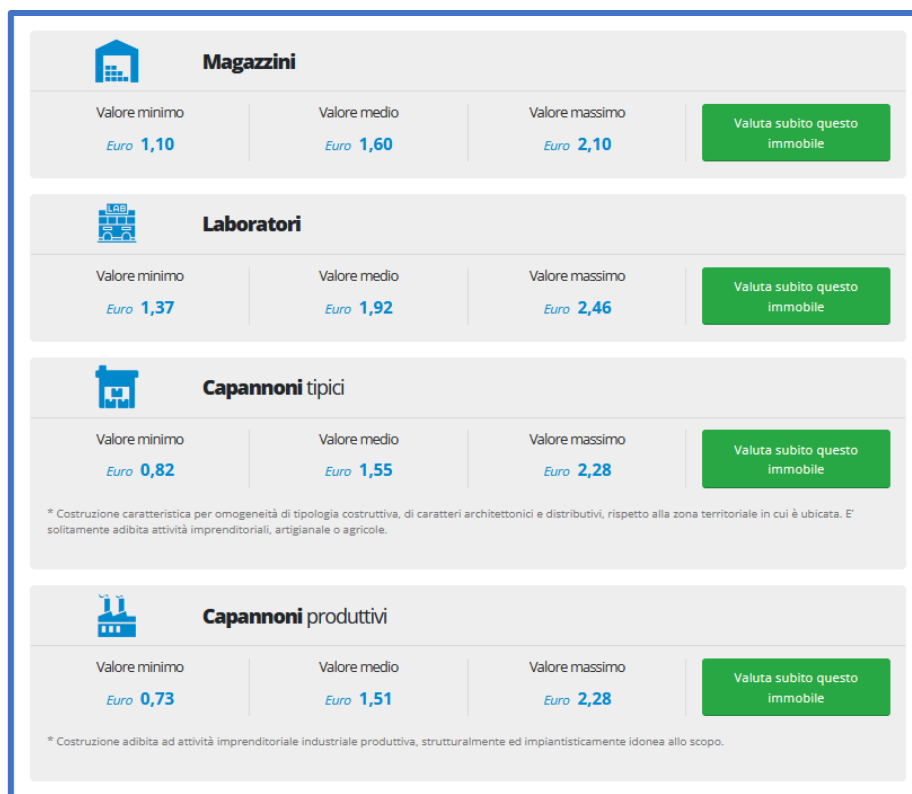 Magazzini
Valore minimo Valore medio Valore massimo
Valuta subito questo immobile
Euro 1,10 Euro 1,60 Euro 2,10
LAB
Laboratori
Valore minimo Valore medio Valore massimo
Valuta subito questo immobile
Euro 1,37 Euro 1,92 Euro 2,46
Capannoni tipici
Valore minimo Valore medio Valore massimo
Valuta subito questo immobile
Euro 0,82 Euro 1,55 Euro 2,28
* Costruzione caratteristica per omogeneità di tipologia costruttiva, di caratteri architettonici e distributivi, rispetto alla zona territoriale in cui è ubicata. E'
solitamente adibita attività imprenditoriali, artigianale o agricole.
Capannoni produttivi
Valore minimo Valore medio Valore massimo
Valuta subito questo immobile
Euro 0,73 Euro 1,51 Euro 2,28
* Costruzione adibita ad attività imprenditoriale industriale produttiva, strutturalmente ed impiantisticamente idonea allo scopo.